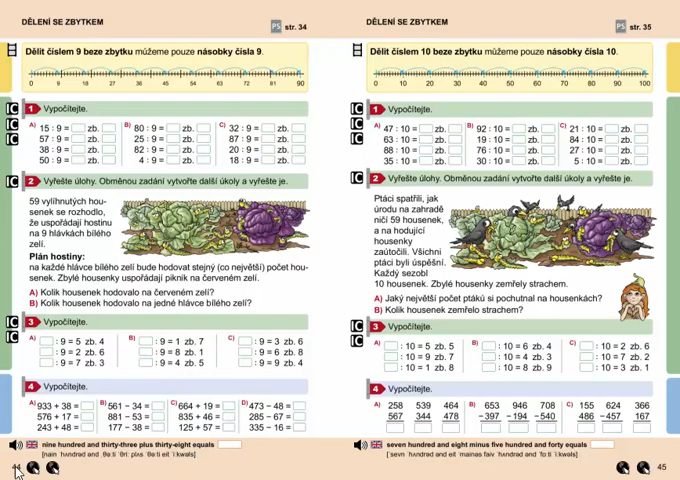 DĚLENÍ SE ZBYTKEM
PS str. 34
Dělit číslem 9 beze zbytku můžeme pouze násobky čísla 9.
0 9 18 27 36 45 54 63 72 81 90
1 Vypočítejte.
A) 15 : 9 = zb. B) 80 : 9 = zb. C) 32 : 9 = zb.
57 : 9 = zb. 25 : 9 = zb. 87 : 9 = zb.
38 : 9 = zb. 82 : 9 = zb. 20 : 9 = zb.
50 : 9 = zb. 4 : 9 = zb. 18 : 9 = zb.
2 Vyřešte úlohy. Obměnou zadání vytvořte další úkoly a vyřešte je.
59 vylíhnutých hou-
senek se rozhodlo,
že uspořádají hostinu
na 9 hlávkách bílého
zelí.
Plán hostiny:
na každé hlávce bílého zelí bude hodovat stejný (co největší) počet hou-
senek. Zbylé housenky uspořádají piknik na červeném zelí.
A) Kolik housenek hodovalo na červeném zelí?
B) Kolik housenek hodovalo na jedné hlávce bílého zelí?
3 Vypočítejte.
A) : 9 = 5 zb. 4 B) : 9 = 1 zb. 7 C) : 9 = 3 zb. 6
: 9 = 2 zb. 6 : 9 = 8 zb. 1 : 9 = 6 zb. 8
: 9 = 7 zb. 3 : 9 = 4 zb. 5 : 9 = 9 zb. 4
4 Vypočítejte.
A) 933 + 38 = B) 561 − 34 = C) 664 + 19 = D) 473 − 48 =
576 + 17 = 881 − 53 = 835 + 46 = 285 − 67 =
243 + 48 = 177 − 38 = 125 + 57 = 335 − 16 =
nine hundred and thirty-three plus thirty-eight equals
44
DĚLENÍ SE ZBYTKEM
PS str. 35
Dělit číslem 10 beze zbytku můžeme pouze násobky čísla 10.
0 10 20 30 40 50 60 70 80 90 100
1 Vypočítejte.
A) 47 : 10 = zb. B) 92 : 10 = zb. C) 21 : 10 = zb.
63 : 10 = zb. 19 : 10 = zb. 84 : 10 = zb.
88 : 10 = zb. 76 : 10 = zb. 27 : 10 = zb.
35 : 10 = zb. 30 : 10 = zb. 5 : 10 = zb.
2 Vyřešte úlohy. Obměnou zadání vytvořte další úkoly a vyřešte je.
Ptáci spatřili, jak
úrodu na zahradě
ničí 59 housenek,
a na hodující
housenky
zaútočili. Všichni
ptáci byli úspěšní.
Každý sezobl
10 housenek. Zbylé housenky zemřely strachem.
A) Jaký největší počet ptáků si pochutnal na housenkách?
B) Kolik housenek zemřelo strachem?
3 Vypočítejte.
A) : 10 = 5 zb. 5 B) : 10 = 6 zb. 4 C) : 10 = 2 zb. 6
: 10 = 9 zb. 7 : 10 = 4 zb. 3 : 10 = 7 zb. 2
: 10 = 1 zb. 8 : 10 = 8 zb. 9 : 10 = 3 zb. 1
4 Vypočítejte.
A) 258 539 464 B) 653 946 708 C) 155 624 366
567 344 478 −397 −194 −540 486 −457 167
seven hundred and eight minus five hundred and forty equals
45